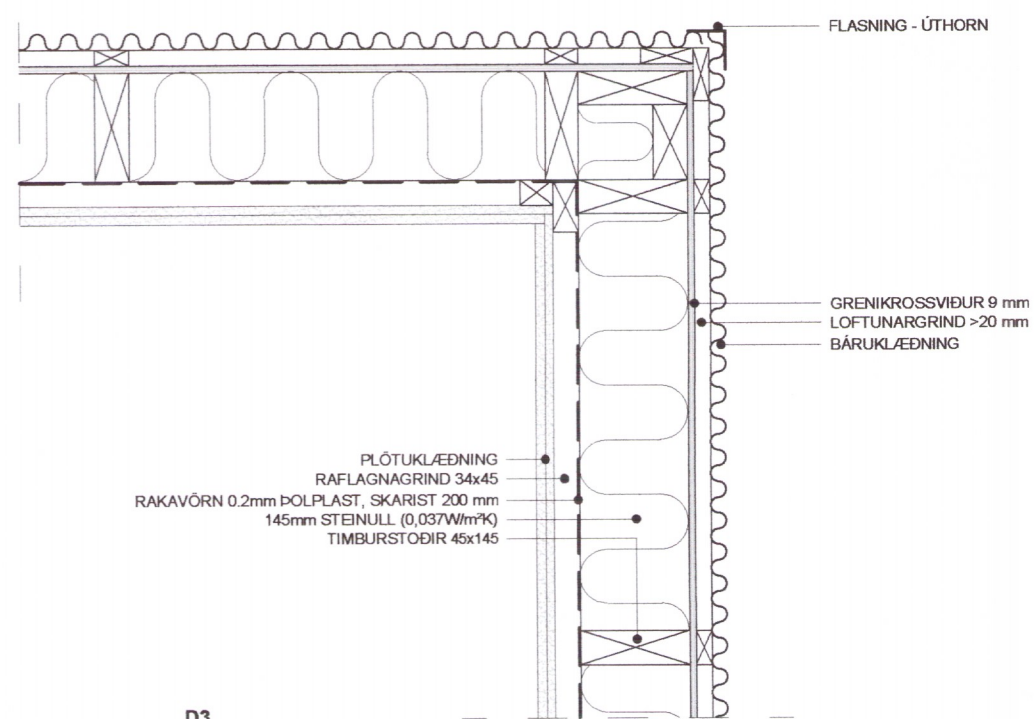 FLASNING - ÚTHORN
GRENIKROSSVIÐUR 9 mm
LOFTUNARGRIND >20 mm
BÁRUKLÆÐNING
PLÖTUKLÆÐNING
RAFLAGNAGRIND 34x45
RAKAVÖRN 0.2mm ÞOLPLAST, SKARIST 200 mm
145mm STEINULL (0,037W/m²K)
TIMBURSTOÐIR 45x145
D3